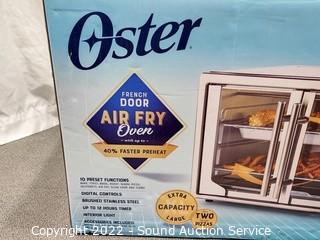 Oster
FRENCH
DOOR
AIR FRY
Oven
with up to
40% FASTER PREHEAT
10 PRESET FUNCTIONS
DIGITAL CONTROLS
BRUSHED STAINLESS STEEL
UP TO 12 HOURS TIMER
INTERIOR LIGHT
ACCESSORIES INCLUDED
EXTRA
CAPACITY
LARGE
TWO
PIZZAS
Copyright 2022 - Sound Auction Service